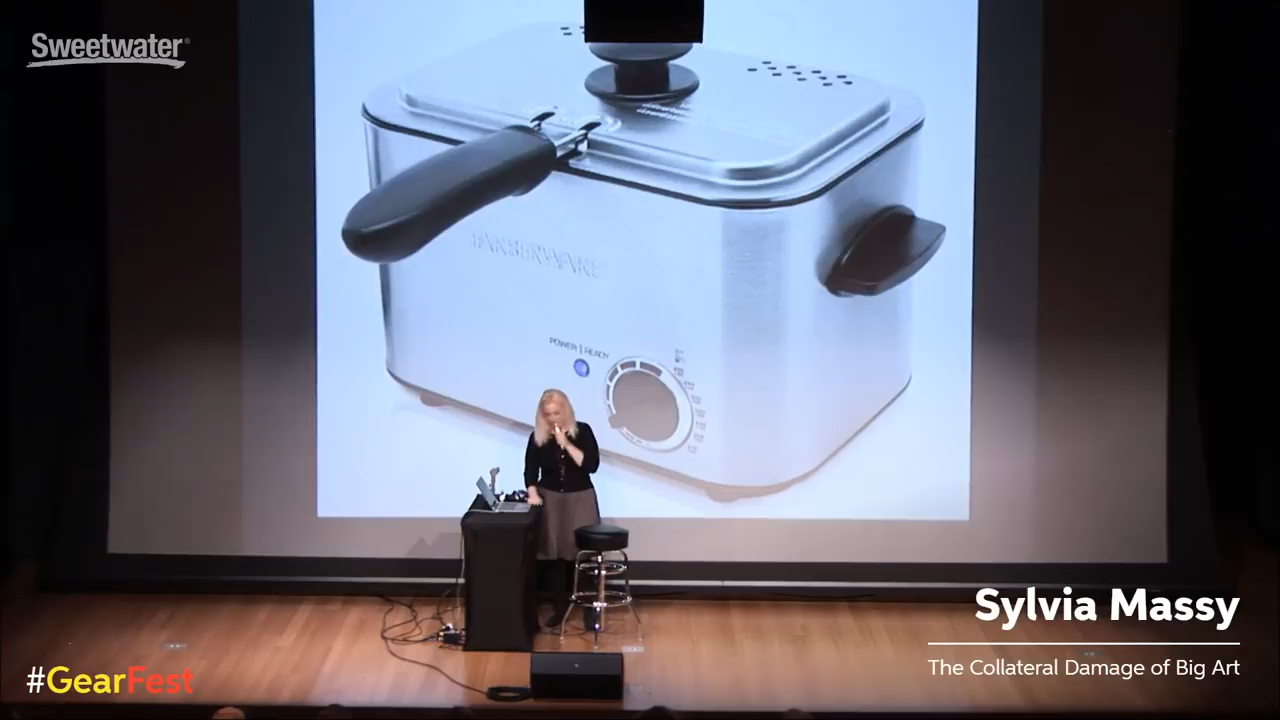 Sweetwater®
FARBERWARE
POWER | READY
Sylvia Massy
The Collateral Damage of Big Art
#GearFest